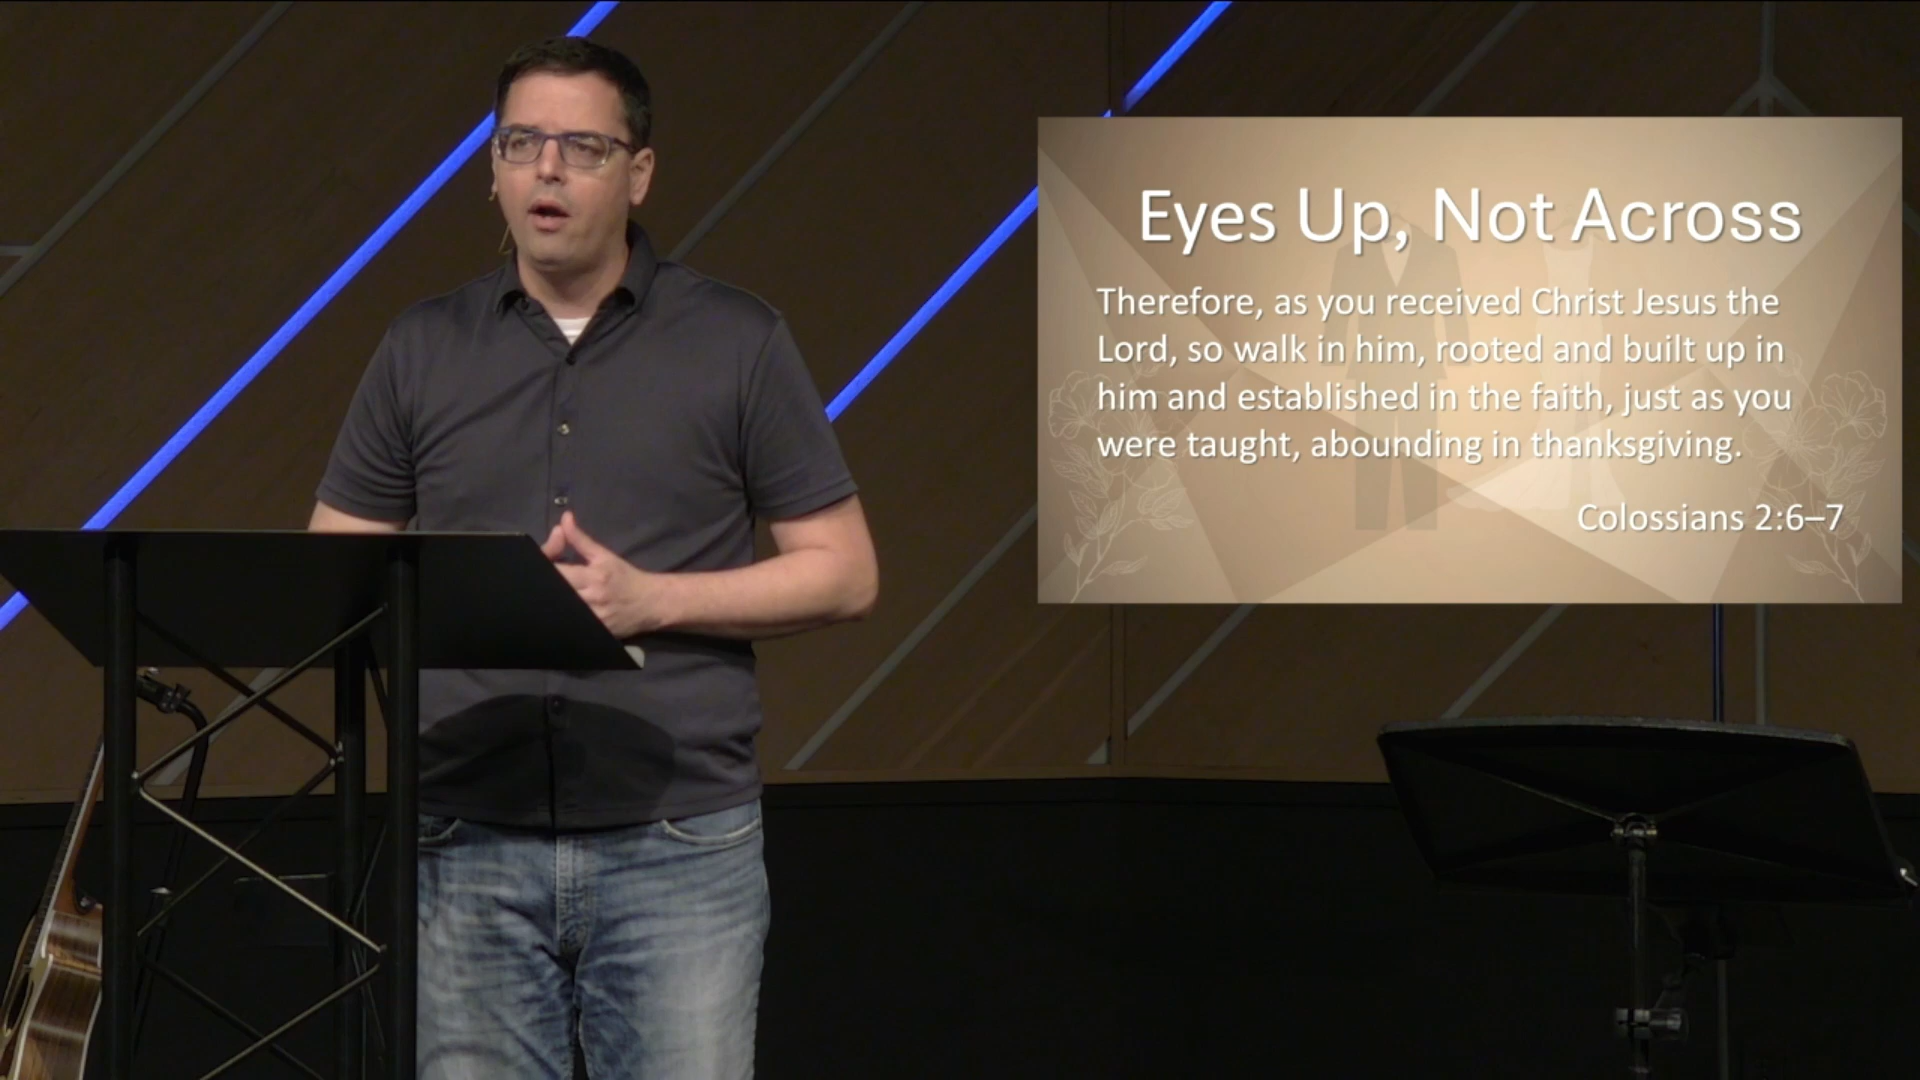 Eyes Up, Not Across
Therefore, as you received Christ Jesus the
Lord, so walk in him, rooted and built up in
him and established in the faith, just as you
were taught, abounding in thanksgiving.
Colossians 2:6–7